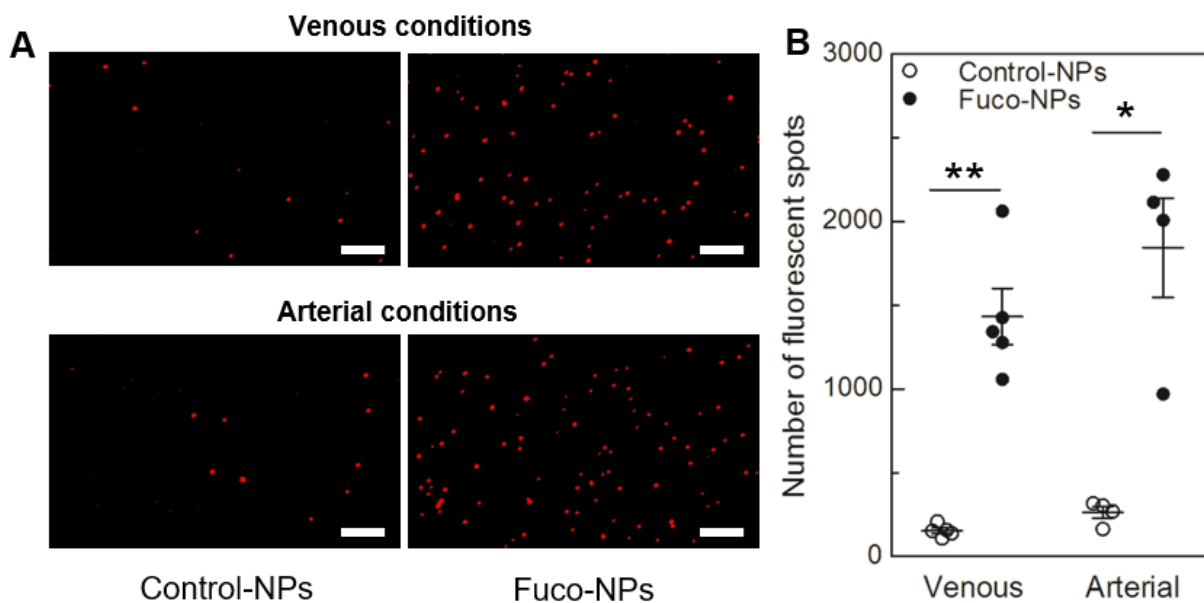 A
Venous conditions
Arterial conditions
Control-NPs
Fuco-NPs
B
3000
2000
1000
0
Number of fluorescent spots
Control-NPs
Fuco-NPs
**
*
Venous
Arterial